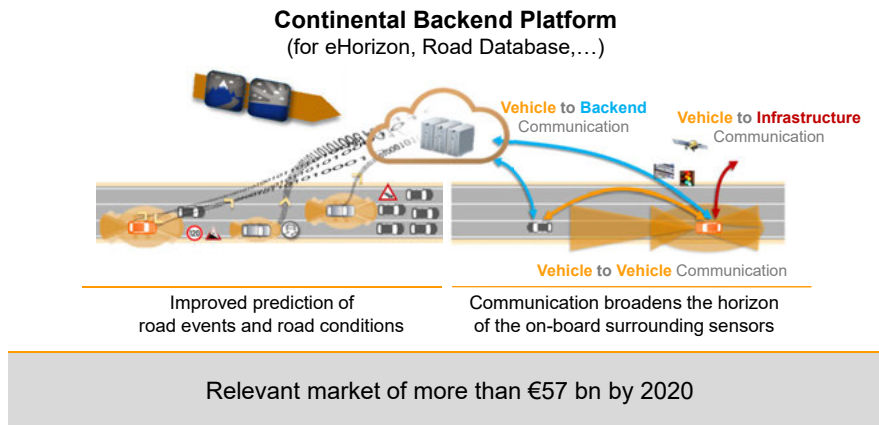 Continental Backend Platform
(for eHorizon, Road Database,…)
Vehicle to Backend
Communication
Vehicle to Infrastructure
Communication
120
Vehicle to Vehicle Communication
Improved prediction of
road events and road conditions
Communication broadens the horizon
of the on-board surrounding sensors
Relevant market of more than €57 bn by 2020